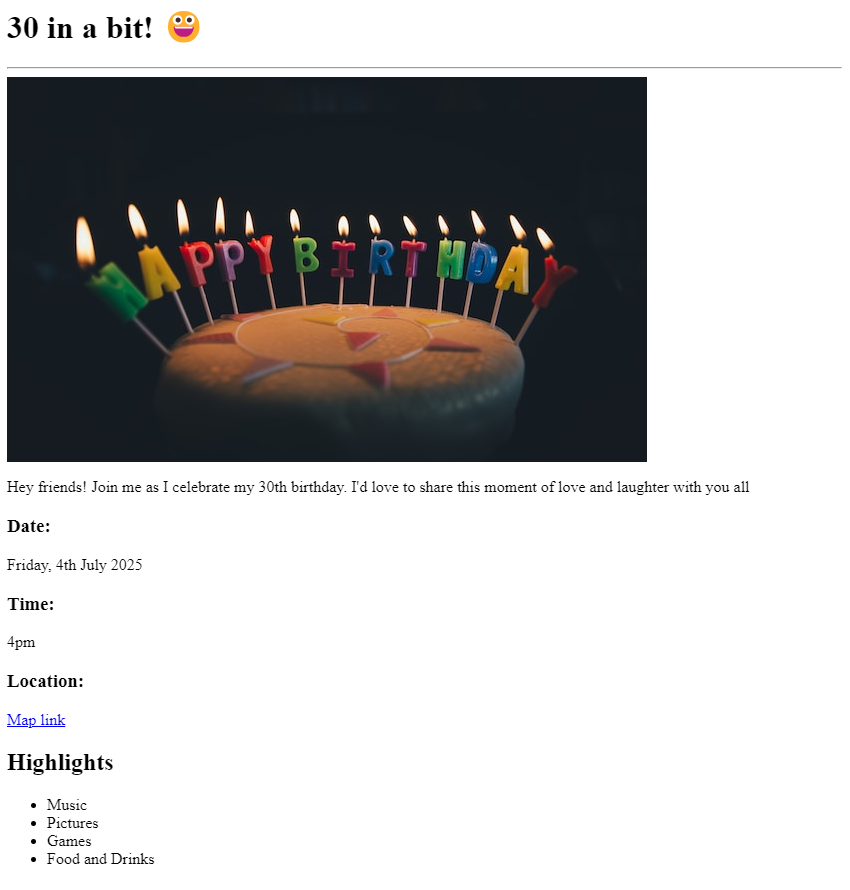 30 in a bit! 😀
HAPPY BIRTHDAY
Hey friends! Join me as I celebrate my 30th birthday. I'd love to share this moment of love and laughter with you all
Date:
Friday, 4th July 2025
Time:
4pm
Location:
Map link
Highlights
Music
Pictures
Games
Food and Drinks